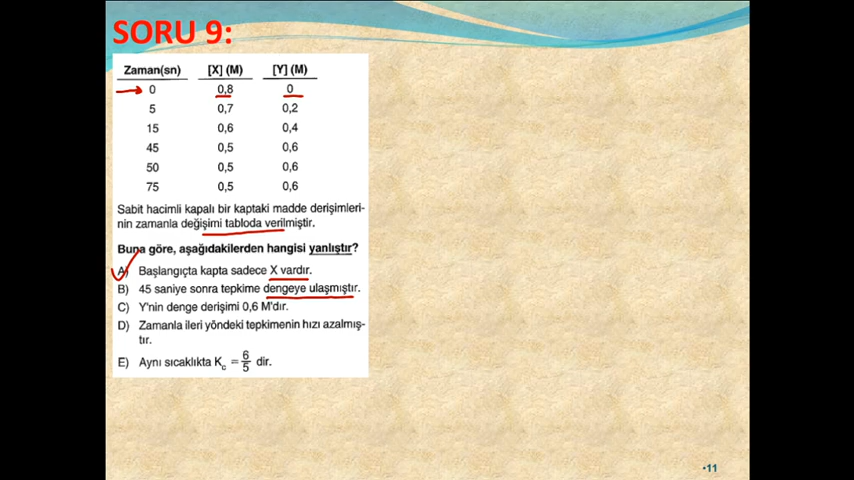 SORU 9:
Zaman(sn) [X] (M) [Y] (M)
0 0,8 0
5 0,7 0,2
15 0,6 0,4
45 0,5 0,6
50 0,5 0,6
75 0,5 0,6
Sabit hacimli kapalı bir kaptaki madde derişimleri-
nin zamanla değişimi tabloda verilmiştir.
Buna göre, aşağıdakilerden hangisi yanlıştır?
A) Başlangıçta kapta sadece X vardır.
B) 45 saniye sonra tepkime dengeye ulaşmıştır.
C) Y'nin denge derişimi 0,6 M'dır.
D) Zamanla ileri yöndeki tepkimenin hızı azalmış-
tır.
E) Aynı sıcaklıkta Kc = 6/5 dir.
•11